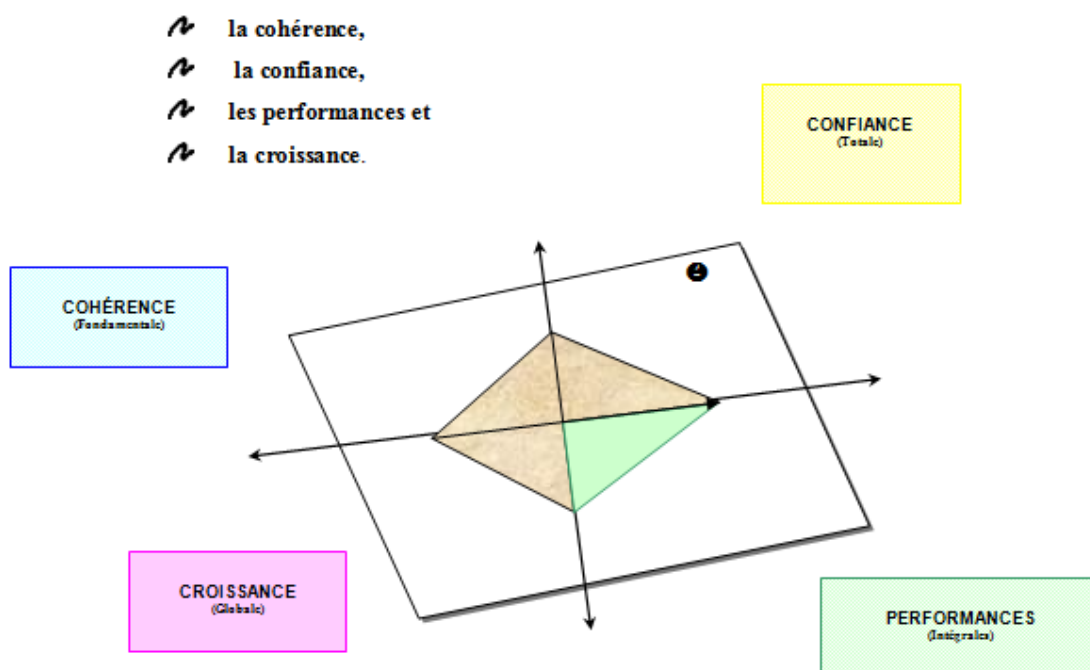 la cohérence,
la confiance,
les performances et
la croissance.
CONFIANCE
(Totale)
COHÉRENCE
(Fondamentale)
CROISSANCE
(Globale)
PERFORMANCES
(Intégrales)